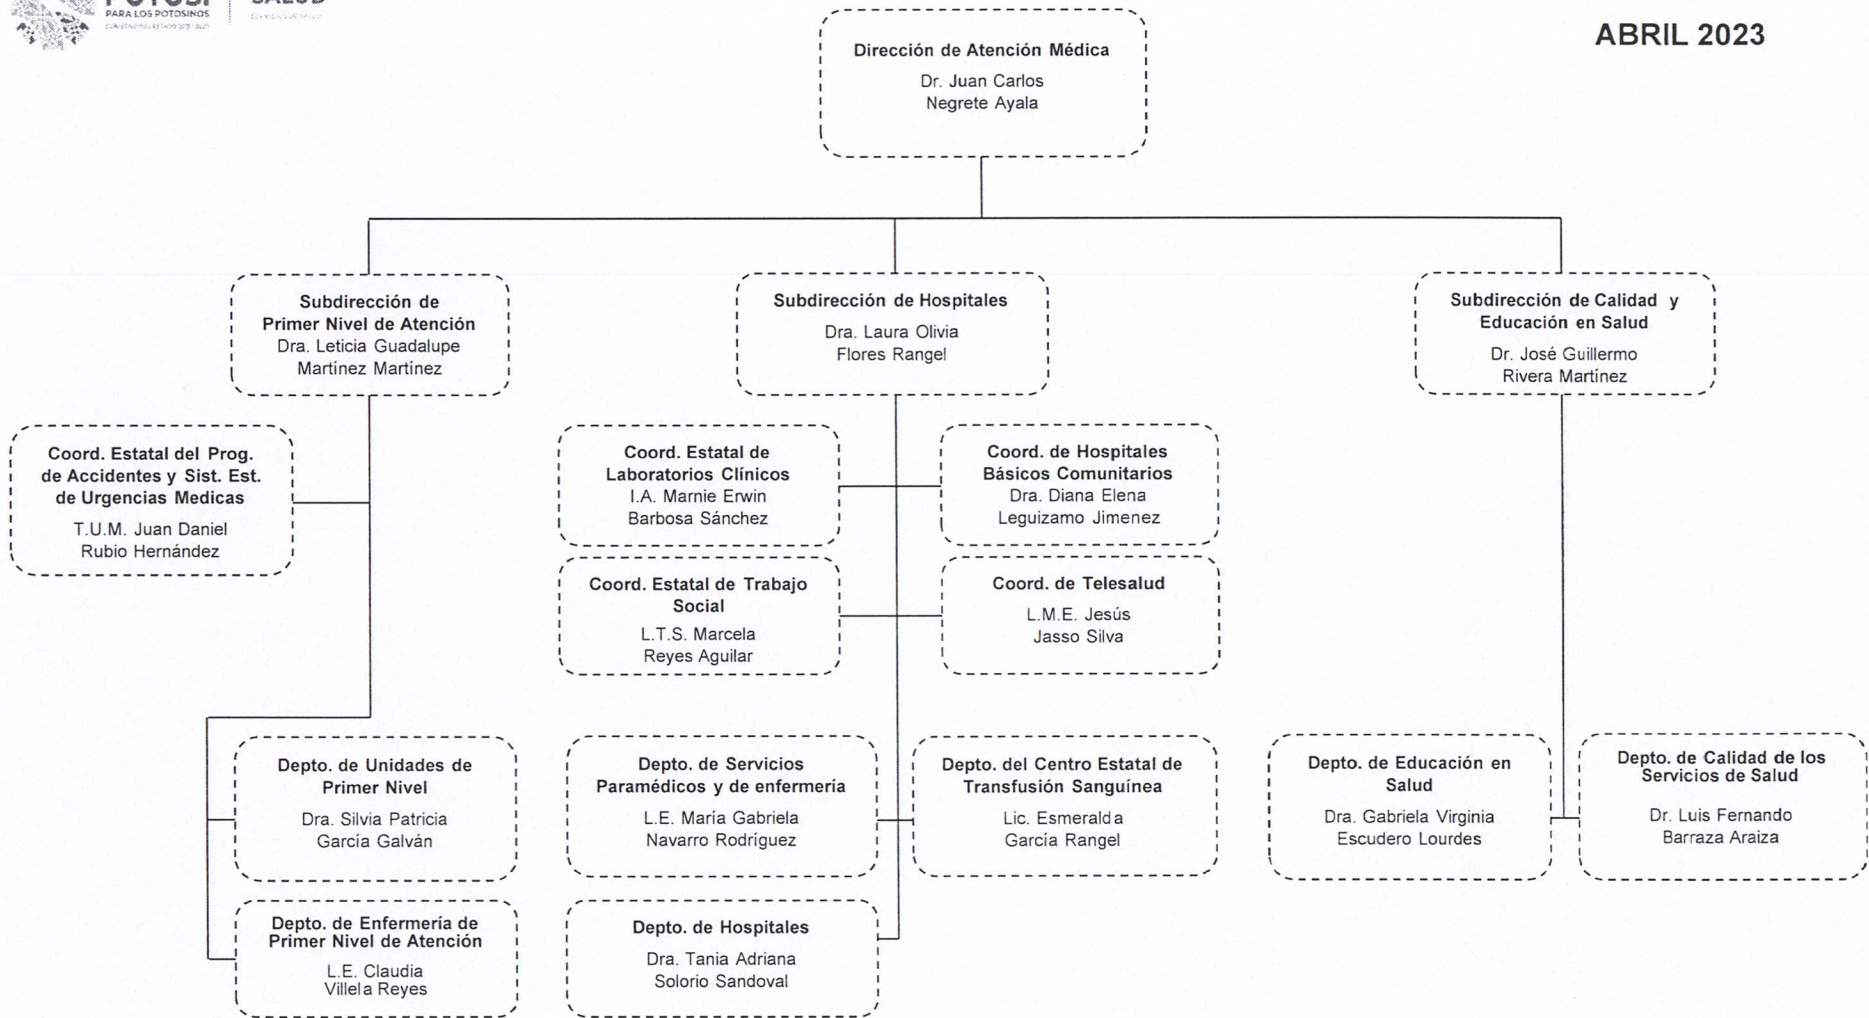 POTOSÍ
PARA LOS POTOSINOS
SALUD
ABRIL 2023
Dirección de Atención Médica
Dr. Juan Carlos
Negrete Ayala
Subdirección de
Primer Nivel de Atención
Dra. Leticia Guadalupe
Martínez Martínez
Subdirección de Hospitales
Dra. Laura Olivia
Flores Rangel
Subdirección de Calidad y
Educación en Salud
Dr. José Guillermo
Rivera Martínez
Coord. Estatal del Prog.
de Accidentes y Sist. Est.
de Urgencias Medicas
T.U.M. Juan Daniel
Rubio Hernández
Coord. Estatal de
Laboratorios Clínicos
I.A. Marnie Erwin
Barbosa Sánchez
Coord. de Hospitales
Básicos Comunitarios
Dra. Diana Elena
Leguizamo Jimenez
Coord. Estatal de Trabajo
Social
L.T.S. Marcela
Reyes Aguilar
Coord. de Telesalud
L.M.E. Jesús
Jasso Silva
Depto. de Unidades de
Primer Nivel
Dra. Silvia Patricia
García Galván
Depto. de Servicios
Paramédicos y de enfermería
L.E. María Gabriela
Navarro Rodríguez
Depto. del Centro Estatal de
Transfusión Sanguínea
Lic. Esmeralda
García Rangel
Depto. de Educación en
Salud
Dra. Gabriela Virginia
Escudero Lourdes
Depto. de Calidad de los
Servicios de Salud
Dr. Luis Fernando
Barraza Araiza
Depto. de Enfermería de
Primer Nivel de Atención
L.E. Claudia
Villela Reyes
Depto. de Hospitales
Dra. Tania Adriana
Solorio Sandoval